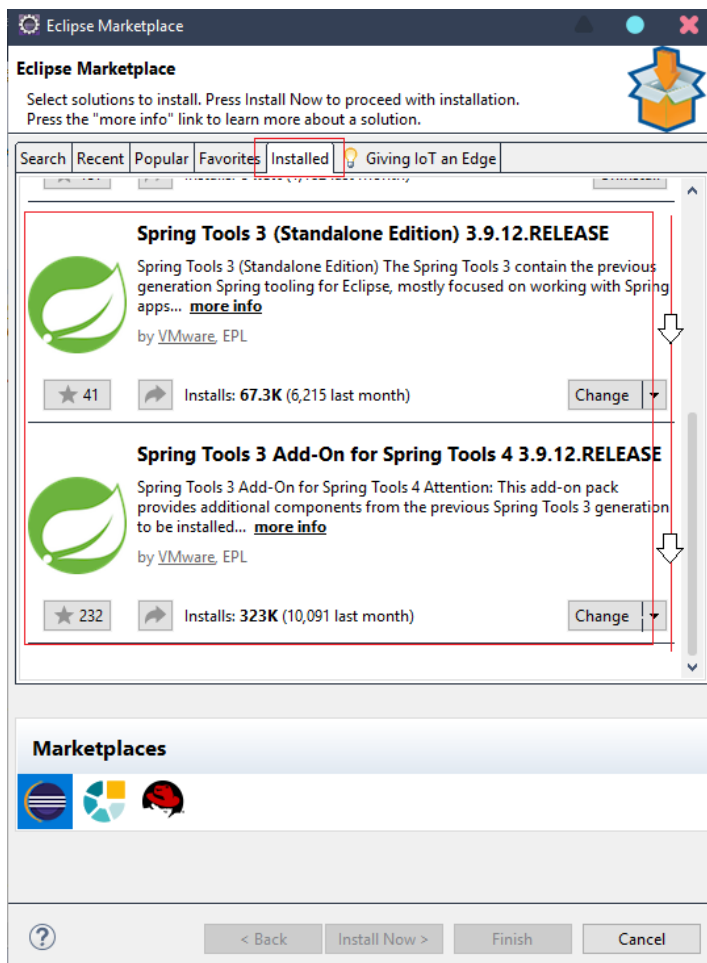 Eclipse Marketplace
Eclipse Marketplace
Select solutions to install. Press Install Now to proceed with installation.
Press the "more info" link to learn more about a solution.
Search Recent Popular Favorites Installed Giving IoT an Edge
Spring Tools 3 (Standalone Edition) 3.9.12.RELEASE
Spring Tools 3 (Standalone Edition) The Spring Tools 3 contain the previous
generation Spring tooling for Eclipse, mostly focused on working with Spring
apps... more info
by VMware, EPL
41 Installs: 67.3K (6,215 last month) Change
Spring Tools 3 Add-On for Spring Tools 4 3.9.12.RELEASE
Spring Tools 3 Add-On for Spring Tools 4 Attention: This add-on pack
provides additional components from the previous Spring Tools 3 generation
to be installed... more info
by VMware, EPL
232 Installs: 323K (10,091 last month) Change
Marketplaces
? < Back Install Now > Finish Cancel